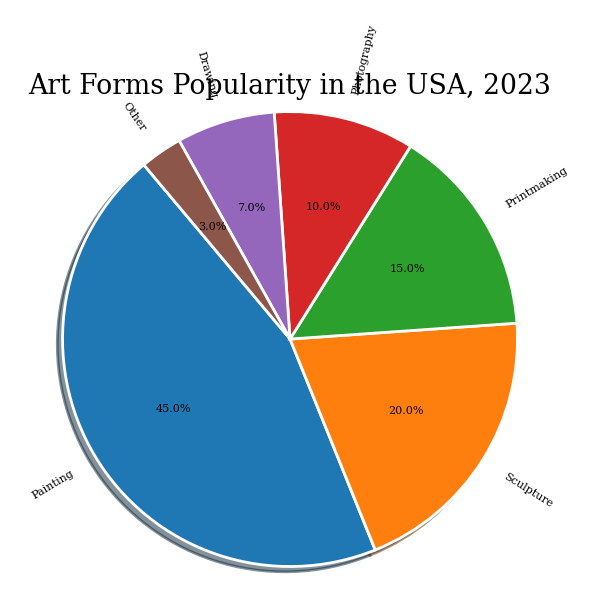 Photography
Drawing
Art Forms Popularity in the USA, 2023
Other
Printmaking
10.0%
7.0%
3.0%
15.0%
45.0%
20.0%
Painting
Sculpture